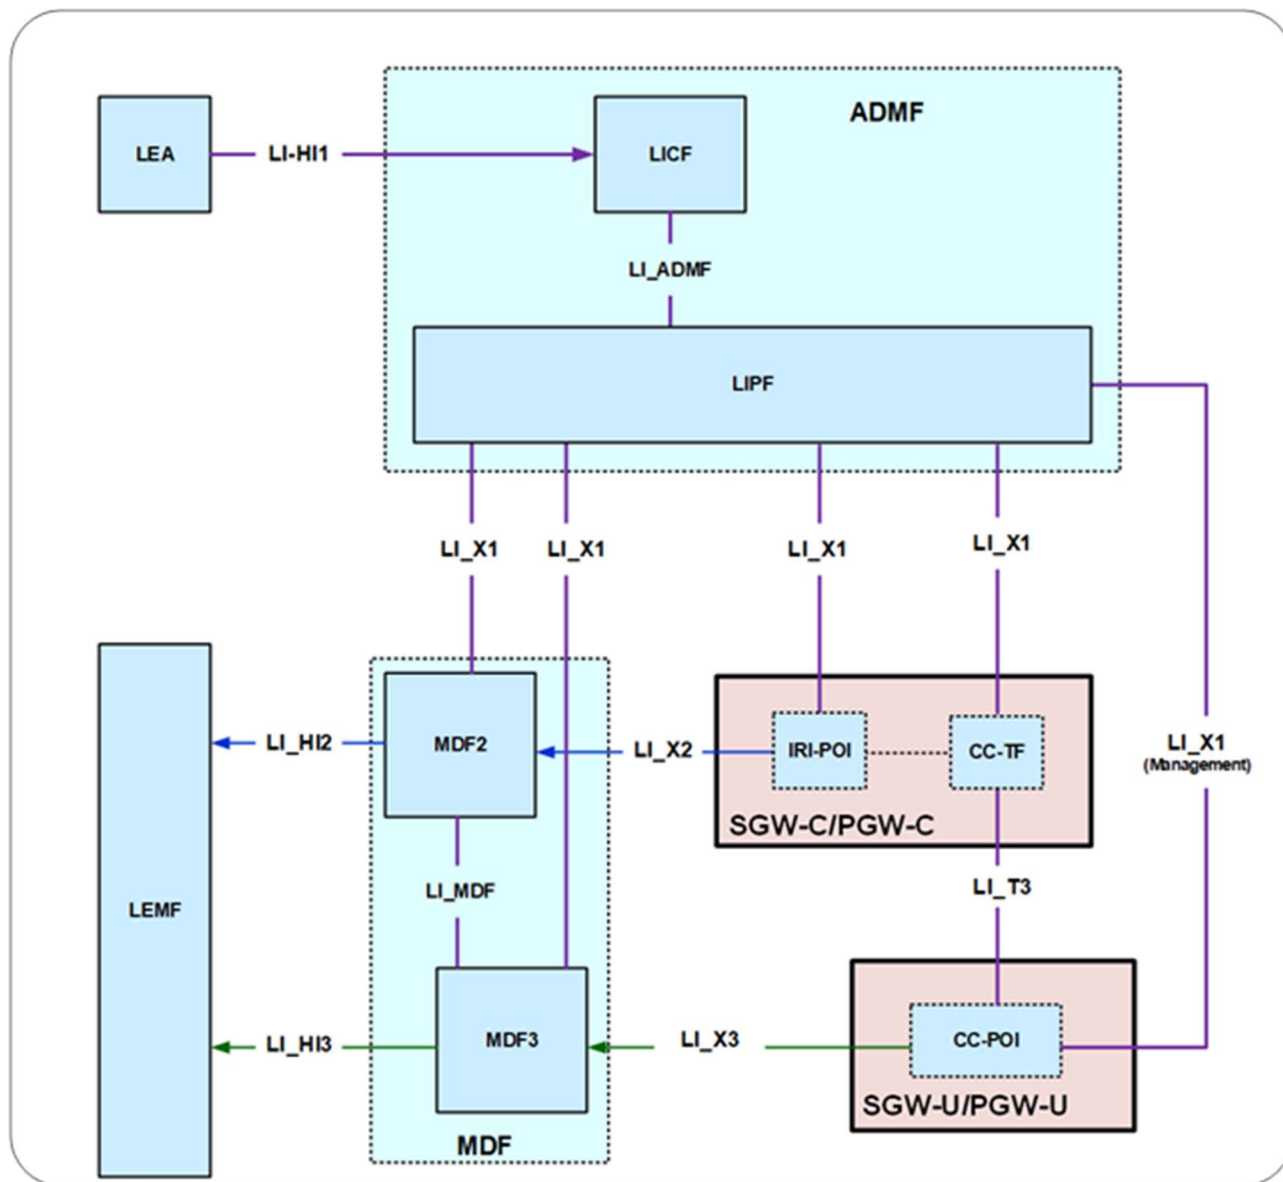 ADMF
LEA
LI-HI1
LICF
LI_ADMF
LIPF
LI_X1
LI_X1
LI_X1
LI_X1
LI_X1
(Management)
LEMF
LI_HI2
MDF2
LI_X2
IRI-POI
CC-TF
SGW-C/PGW-C
LI_MDF
LI_T3
LI_HI3
MDF3
LI_X3
CC-POI
SGW-U/PGW-U
MDF